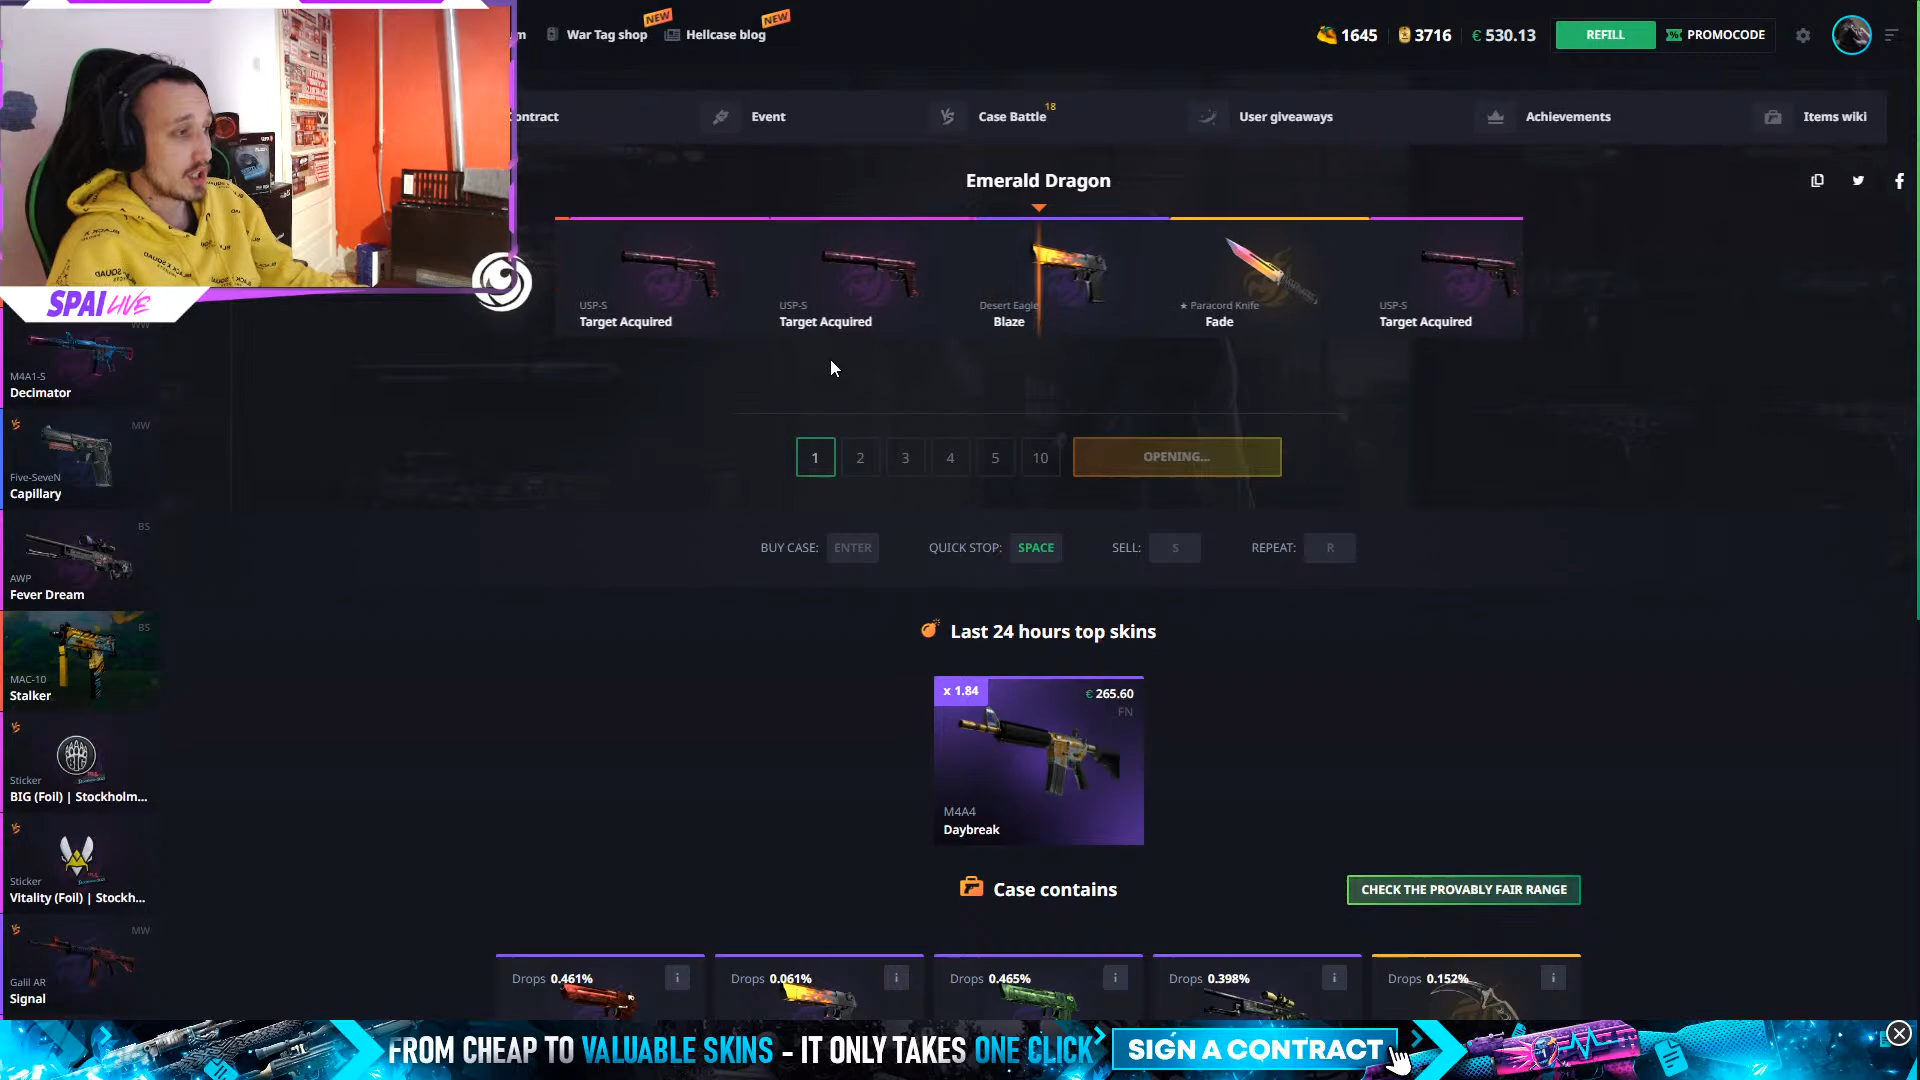 m
War Tag shop
NEW
Hellcase blog
NEW
1645
3716
€ 530.13
REFILL
% PROMOCODE
ontract
Event
Case Battle 18
User giveaways
Achievements
Items wiki
SPAI LIVE
Emerald Dragon
USP-S
Target Acquired
USP-S
Target Acquired
Desert Eagle
Blaze
★ Paracord Knife
Fade
USP-S
Target Acquired
1
2
3
4
5
10
OPENING...
BUY CASE: ENTER
QUICK STOP: SPACE
SELL: S
REPEAT: R
WW
M4A1-S
Decimator
MW
Five-SeveN
Capillary
BS
AWP
Fever Dream
BS
MAC-10
Stalker
Sticker
BIG (Foil) | Stockholm...
Sticker
Vitality (Foil) | Stockh...
MW
Galil AR
Signal
Last 24 hours top skins
x 1.84
€ 265.60
FN
M4A4
Daybreak
Case contains
CHECK THE PROVABLY FAIR RANGE
Drops 0.461%
i
Drops 0.061%
i
Drops 0.465%
i
Drops 0.398%
i
Drops 0.152%
i
FROM CHEAP TO VALUABLE SKINS - IT ONLY TAKES ONE CLICK
SIGN A CONTRACT